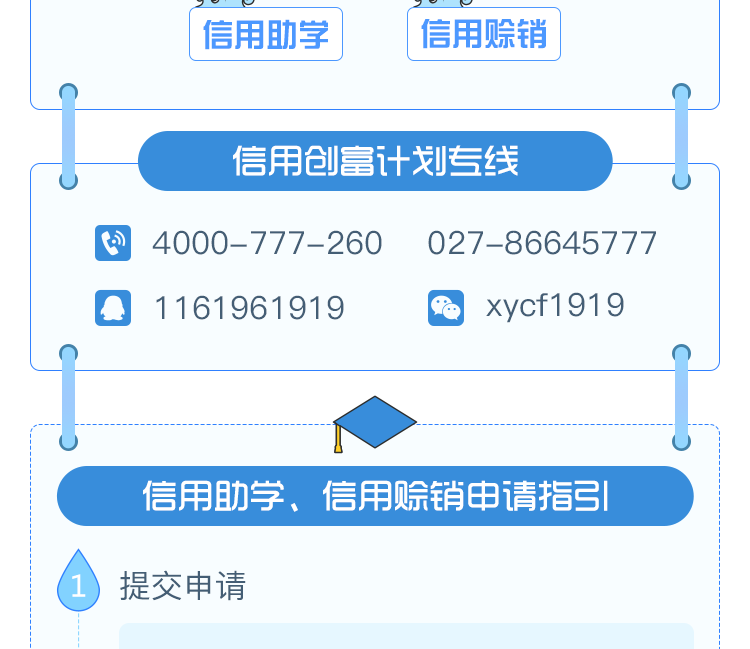 信用助学 信用赊销
信用创富计划专线
4000-777-260 027-86645777
1161961919 xycf1919
信用助学、信用赊销申请指引
1 提交申请